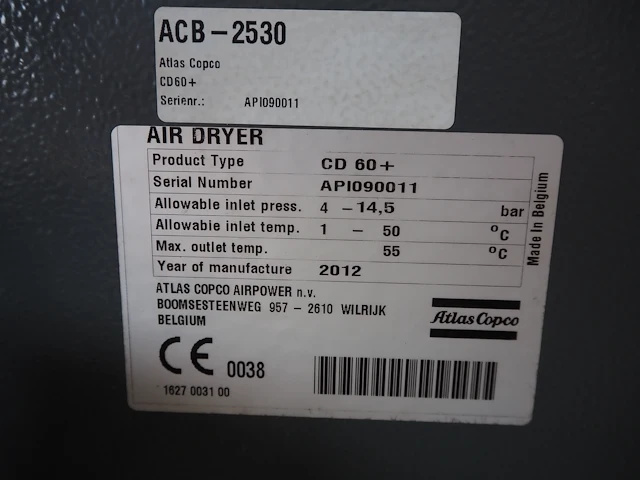 ACB-2530
Atlas Copco
CD60+
Serienr.: API090011
AIR DRYER
Product Type CD 60+
Serial Number API090011
Allowable inlet press. 4 - 14,5 bar
Allowable inlet temp. 1 - 50 °C
Max. outlet temp. 55 °C
Year of manufacture 2012
Made In Belgium
ATLAS COPCO AIRPOWER n.v.
BOOMSESTEENWEG 957 - 2610 WILRIJK
BELGIUM
Atlas Copco
CE 0038
1627 0031 00